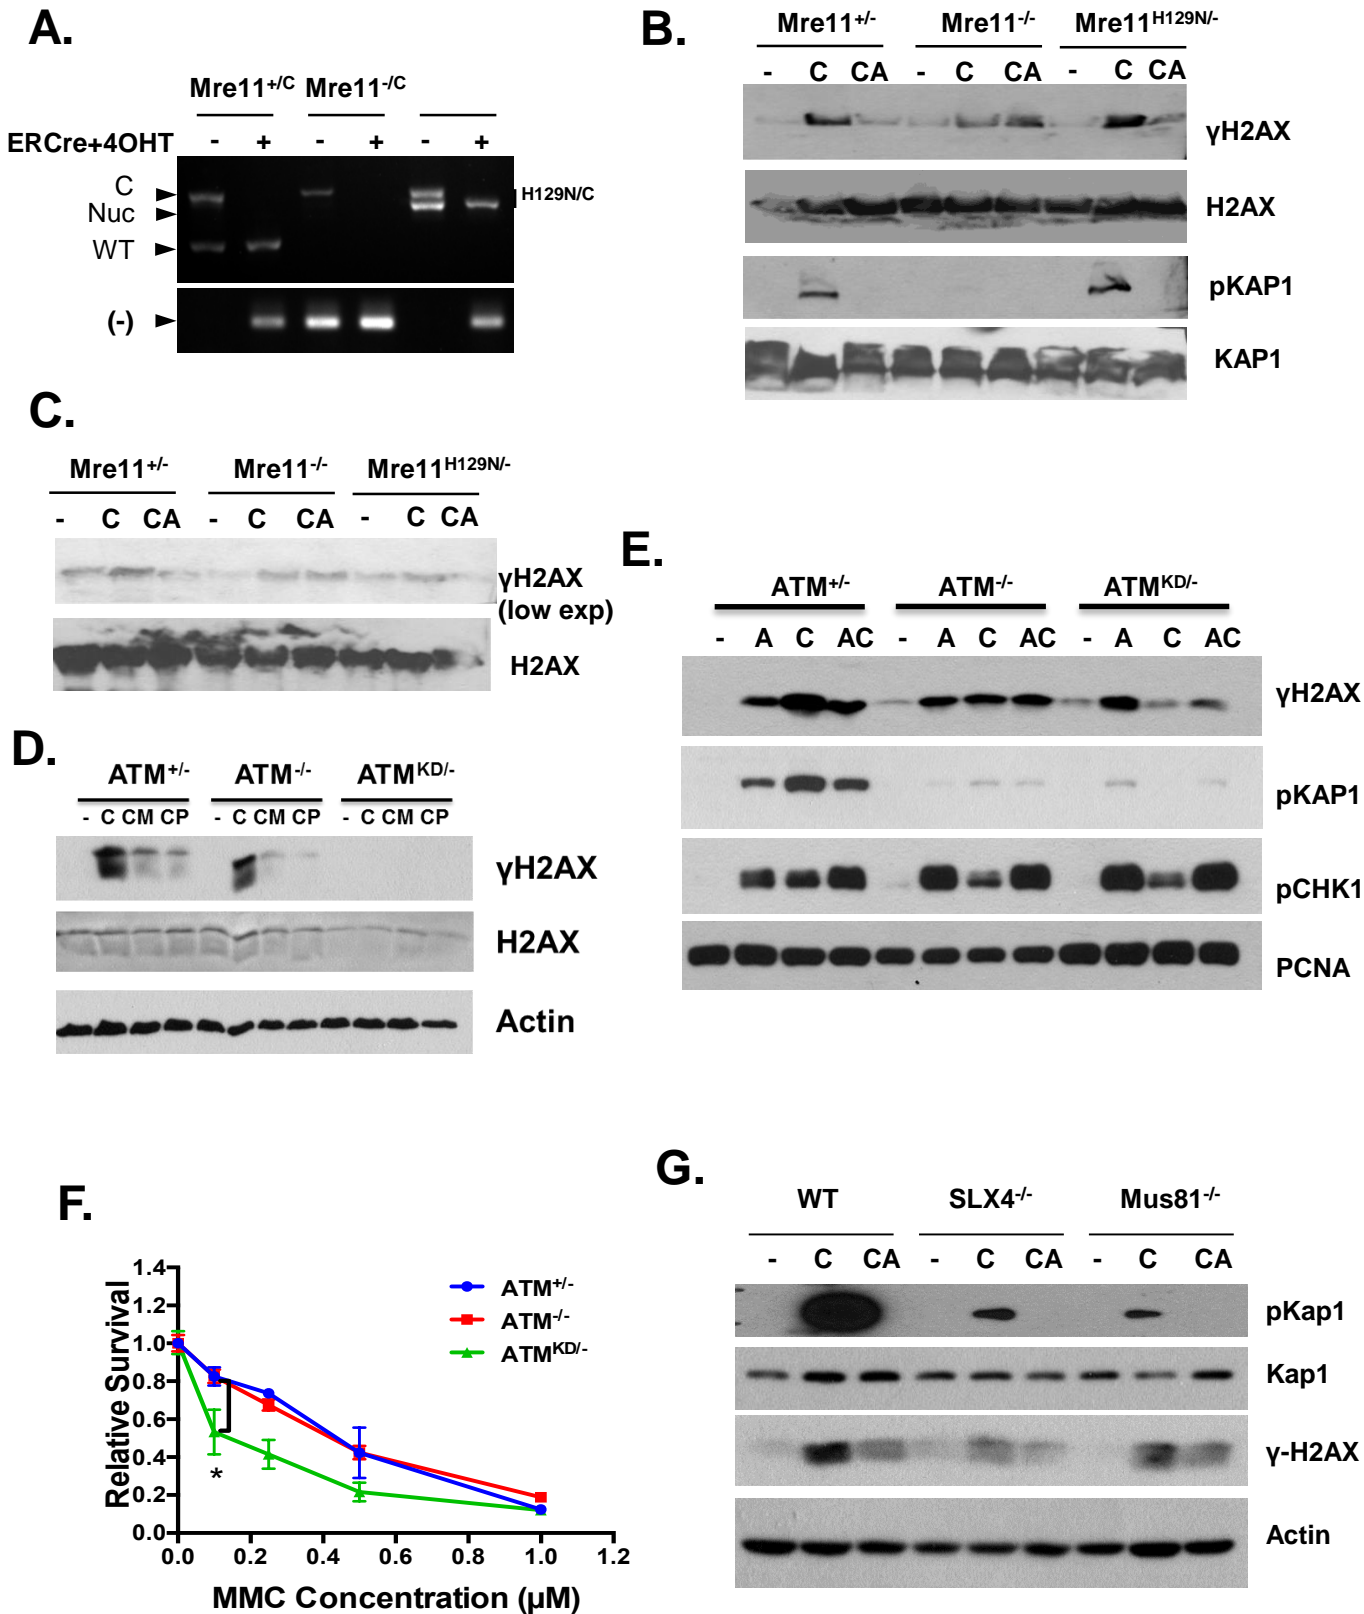 A.
Mre11+/C Mre11-/C
ERCre+4OHT - + - + - +
C
Nuc
WT
H129N/C
(-)
B.
Mre11+/- Mre11-/- Mre11H129N/-
- C CA - C CA - C CA
γH2AX
H2AX
pKAP1
KAP1
C.
Mre11+/- Mre11-/- Mre11H129N/-
- C CA - C CA - C CA
γH2AX
(low exp)
H2AX
D.
ATM+/- ATM-/- ATMKD/-
- C CM CP - C CM CP - C CM CP
γH2AX
H2AX
Actin
E.
ATM+/- ATM-/- ATMKD/-
- A C AC - A C AC - A C AC
γH2AX
pKAP1
pCHK1
PCNA
F.
Relative Survival
1.4
1.2
1.0
0.8
0.6
0.4
0.2
0.0
ATM+/-
ATM-/-
ATMKD/-
*
0.0 0.2 0.4 0.6 0.8 1.0 1.2
MMC Concentration (µM)
G.
WT SLX4-/- Mus81-/-
- C CA - C CA - C CA
pKap1
Kap1
γ-H2AX
Actin